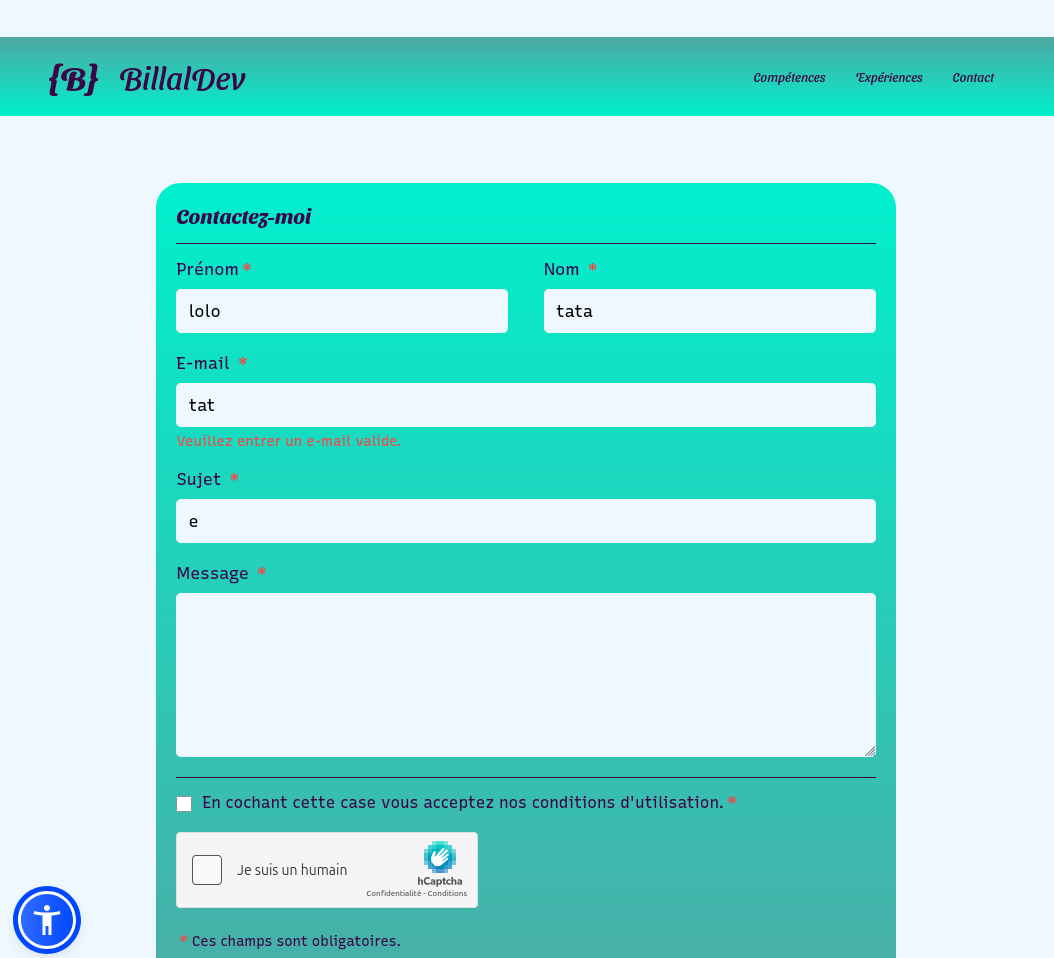 {B} BillalDev Compétences Expériences Contact
Contactez-moi
Prénom * Nom *
lolo tata
E-mail *
tat
Veuillez entrer un e-mail valide.
Sujet *
e
Message *
En cochant cette case vous acceptez nos conditions d'utilisation. *
Je suis un humain
hCaptcha
Confidentialité - Conditions
* Ces champs sont obligatoires.